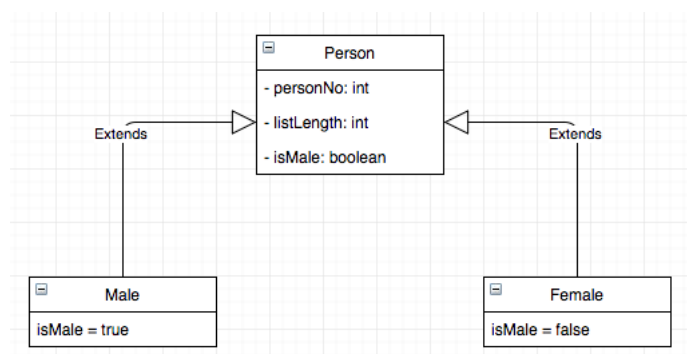 Person
- personNo: int
- listLength: int
- isMale: boolean
Extends
Extends
Male
isMale = true
Female
isMale = false